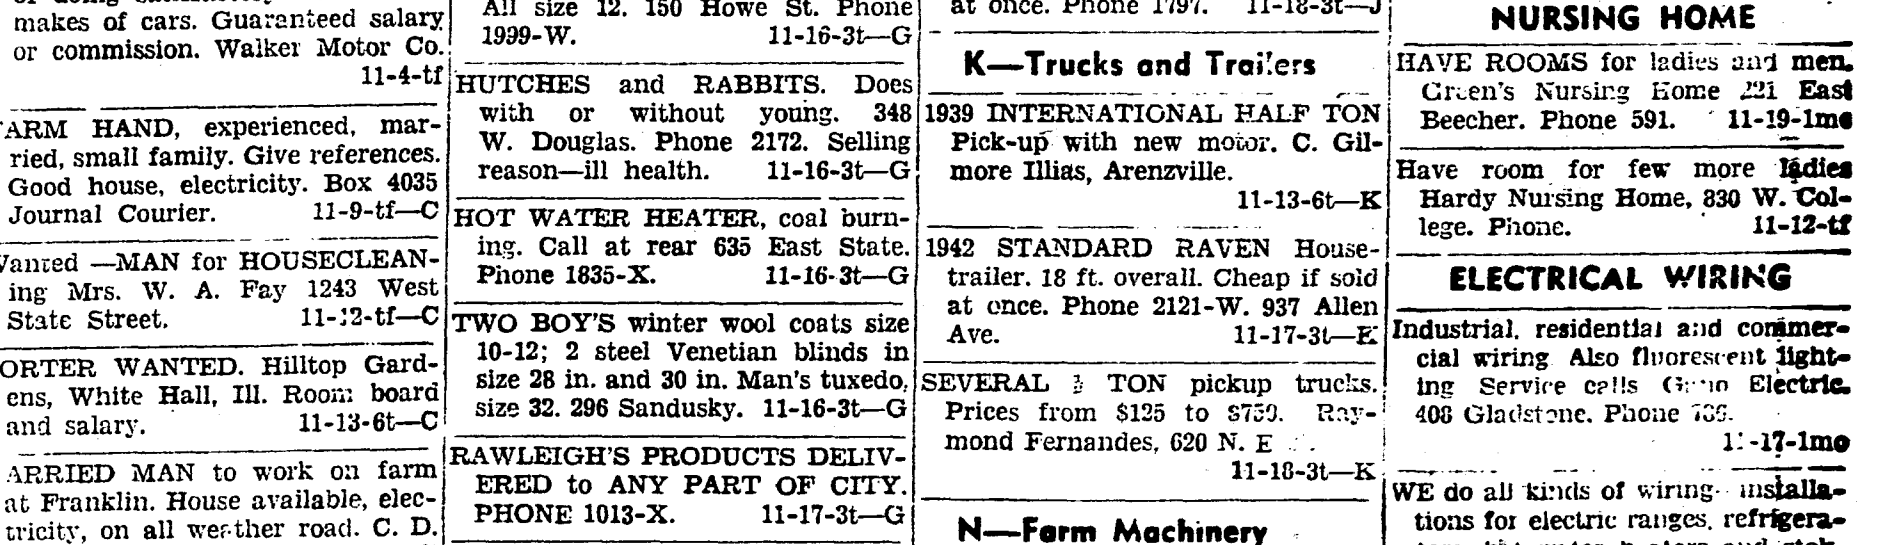 makes of cars. Guaranteed salary
or commission. Walker Motor Co.
11-4-tf
ARM HAND, experienced, mar-
ried, small family. Give references.
Good house, electricity. Box 4035
Journal Courier. 11-9-tf—C
anted —MAN for HOUSECLEAN-
ing Mrs. W. A. Fay 1243 West
State Street. 11-12-tf—C
ORTER WANTED. Hilltop Gard-
ens, White Hall, Ill. Room board
and salary. 11-13-6t—C
ARRIED MAN to work on farm
at Franklin. House available, elec-
tricity, on all weather road. C. D.
All size 12. 150 Howe St. Phone
1999-W. 11-16-3t—G
HUTCHES and RABBITS. Does
with or without young. 348
W. Douglas. Phone 2172. Selling
reason—ill health. 11-16-3t—G
HOT WATER HEATER, coal burn-
ing. Call at rear 635 East State.
Phone 1835-X. 11-16-3t—G
TWO BOY'S winter wool coats size
10-12; 2 steel Venetian blinds in
size 28 in. and 30 in. Man's tuxedo,
size 32. 296 Sandusky. 11-16-3t—G
RAWLEIGH'S PRODUCTS DELIV-
ERED to ANY PART OF CITY.
PHONE 1013-X. 11-17-3t—G
at once. Phone 1797. 11-18-3t—J
K—Trucks and Trailers
1939 INTERNATIONAL HALF TON
Pick-up with new motor. C. Gil-
more Illias, Arenzville.
11-13-6t—K
1942 STANDARD RAVEN House-
trailer. 18 ft. overall. Cheap if sold
at once. Phone 2121-W. 937 Allen
Ave. 11-17-3t—K
SEVERAL TON pickup trucks.
Prices from $125 to $750. Ray-
mond Fernandes, 620 N. E
11-18-3t—K
N—Farm Machinery
NURSING HOME
HAVE ROOMS for ladies and men.
Green's Nursing Home 221 East
Beecher. Phone 591. 11-19-1mo
Have room for few more ladies
Hardy Nursing Home, 830 W. Col-
lege. Phone. 11-12-tf
ELECTRICAL WIRING
Industrial, residential and commer-
cial wiring Also fluorescent light-
ing Service calls Electric.
408 Gladstone. Phone
11-17-1mo
WE do all kinds of wiring installa-
tions for electric ranges, refrigera-